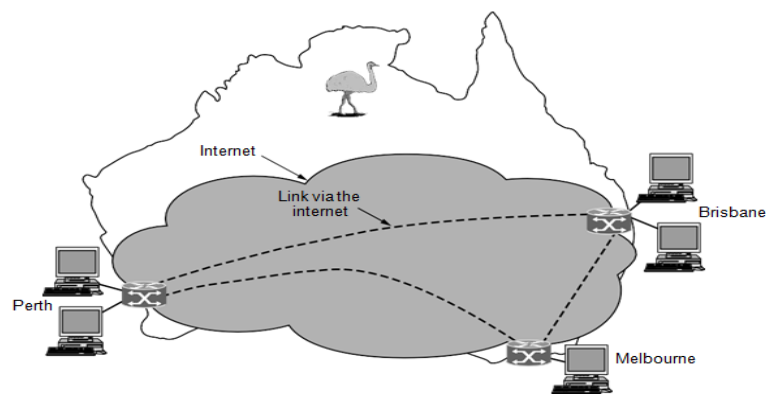 Internet
Link via the
internet
Brisbane
Perth
Melbourne